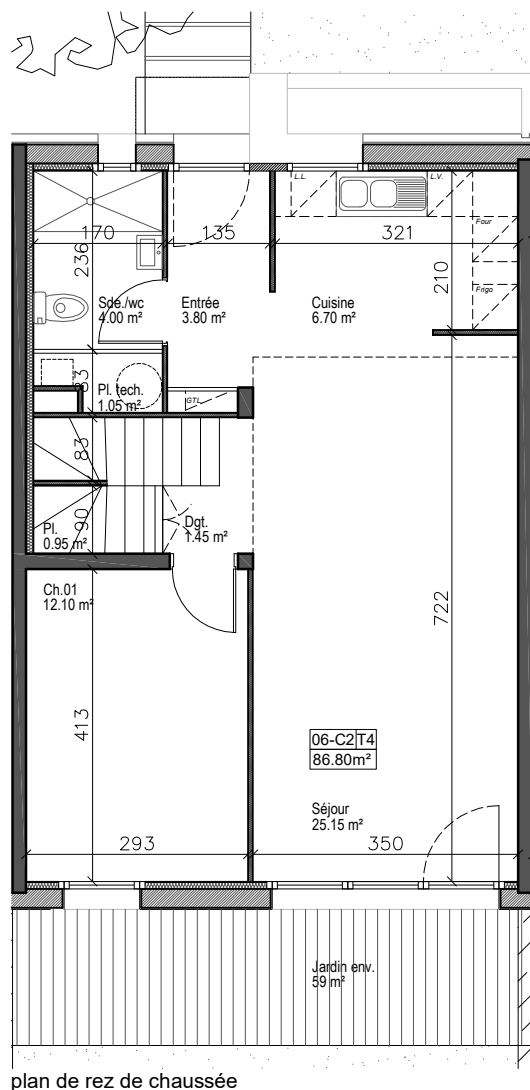 L.L.
L.V.
170
135
321
Four
236
210
Frigo
Sde./wc
4.00 m²
Entrée
3.80 m²
Cuisine
6.70 m²
83
Pl. tech.
1.05 m²
GTL
83
90
Pl.
0.95 m²
Dgt.
1.45 m²
Ch.01
12.10 m²
722
413
06-C2 T4
86.80m²
Séjour
25.15 m²
293
350
Jardin env.
59 m²
plan de rez de chaussée